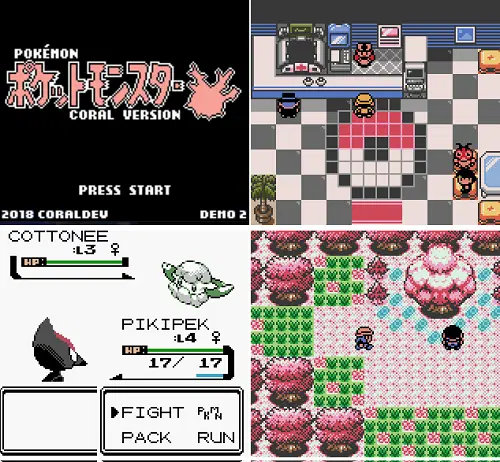 POKéMON
ポケットモンスター
CORAL VERSION
PRESS START
2018 CORALDEV
DEMO 2
COTTONEE
:L3 ♀
HP:
PIKIPEK
:L4 ♀
HP:
17/ 17
▶FIGHT PKMN
PACK RUN